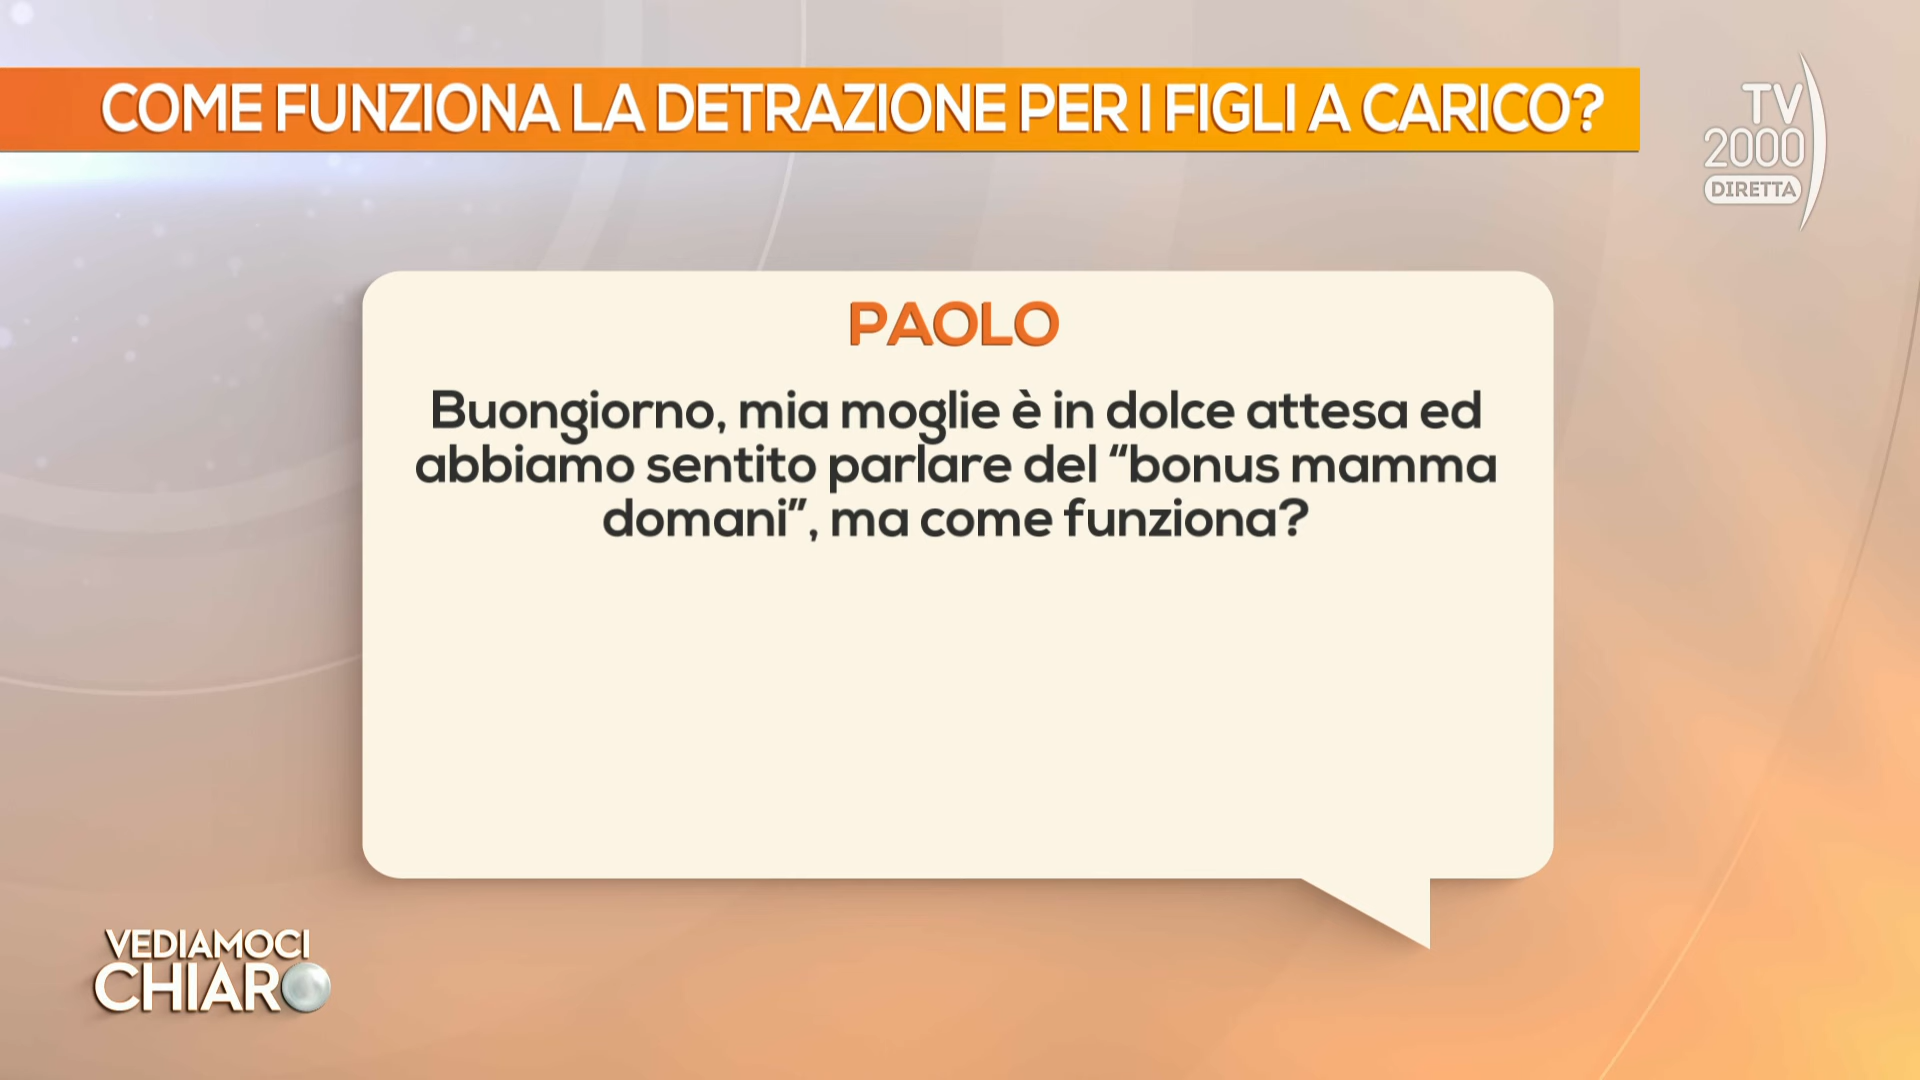 COME FUNZIONA LA DETRAZIONE PER I FIGLI A CARICO?
TV
2000
DIRETTA
PAOLO
Buongiorno, mia moglie è in dolce attesa ed
abbiamo sentito parlare del “bonus mamma
domani”, ma come funziona?
VEDIAMOCI
CHIARO